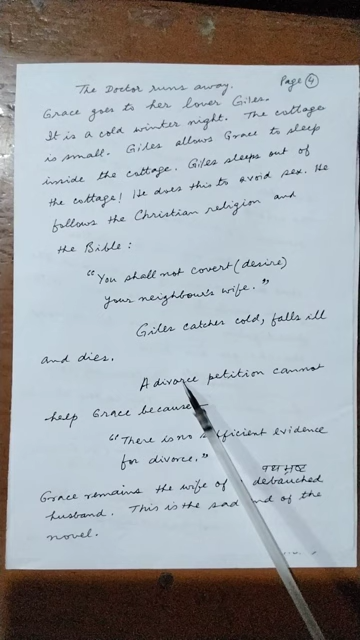 The Doctor runs away. Page 4
Grace goes to her lover Giles.
It is a cold winter night. The cottage
is small. Giles allows Grace to sleep
inside the cottage. Giles sleeps out of
the cottage! He does this to avoid sex. He
follows the Christian religion and
the Bible:
"You shall not covert (desire)
your neighbour's wife."
Giles catches cold, falls ill
and dies.
A divorce petition cannot
help Grace because—
"There is no sufficient evidence
for divorce."
पथ भ्रष्ट
Grace remains the wife of debauched
husband. This is the sad end of the
novel.